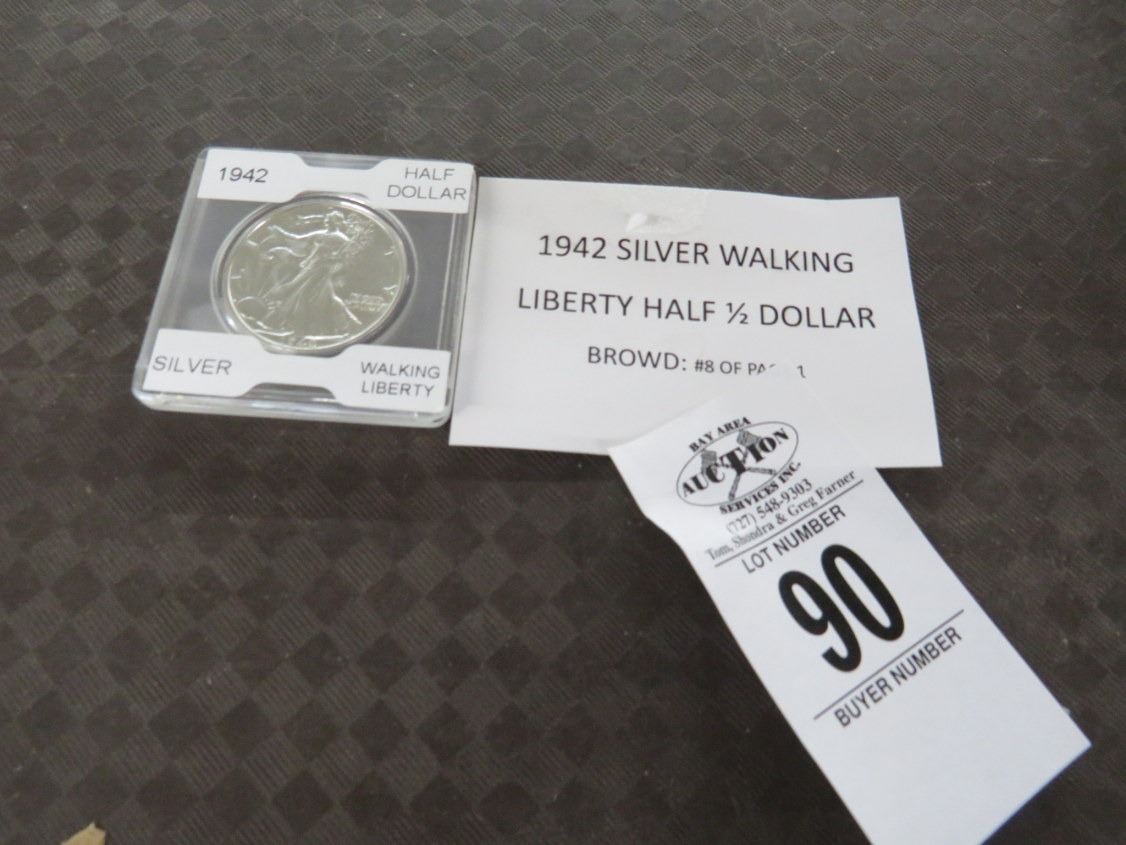 1942
HALF
DOLLAR
SILVER
WALKING
LIBERTY
1942 SILVER WALKING
LIBERTY HALF ½ DOLLAR
BROWD: #8 OF
BAY AREA
AUCTION
SERVICES INC.
(727) 548-9303
Tom, Shondra & Greg Farner
LOT NUMBER
90
BUYER NUMBER